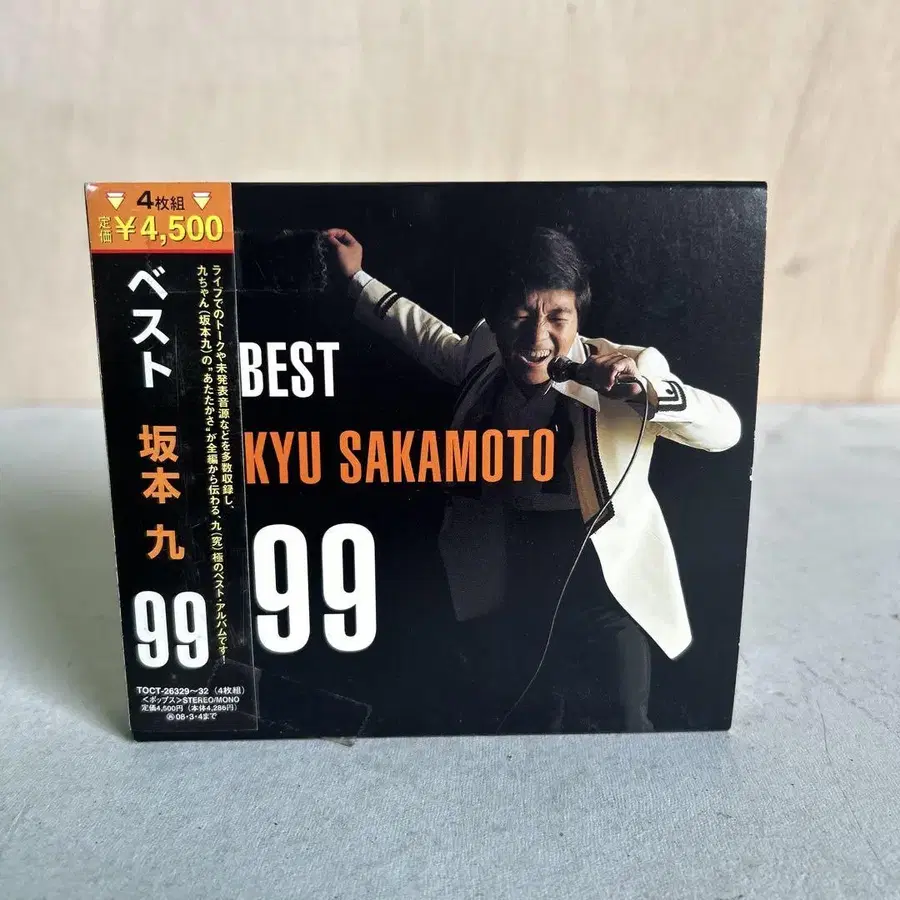 4枚組
定価 ¥4,500
ベスト 坂本 九 99
ライブでのトークや未発表音源などを多数収録し、
九ちゃん(坂本九)の"あたたかさ"が全編から伝わる、九(究)極のベスト・アルバムです!
TOCT-26329〜32 (4枚組)
<ポップス>STEREO/MONO
定価4,500円 (本体4,286円)
Ⓗ08・3・4まで
BEST
KYU SAKAMOTO
99